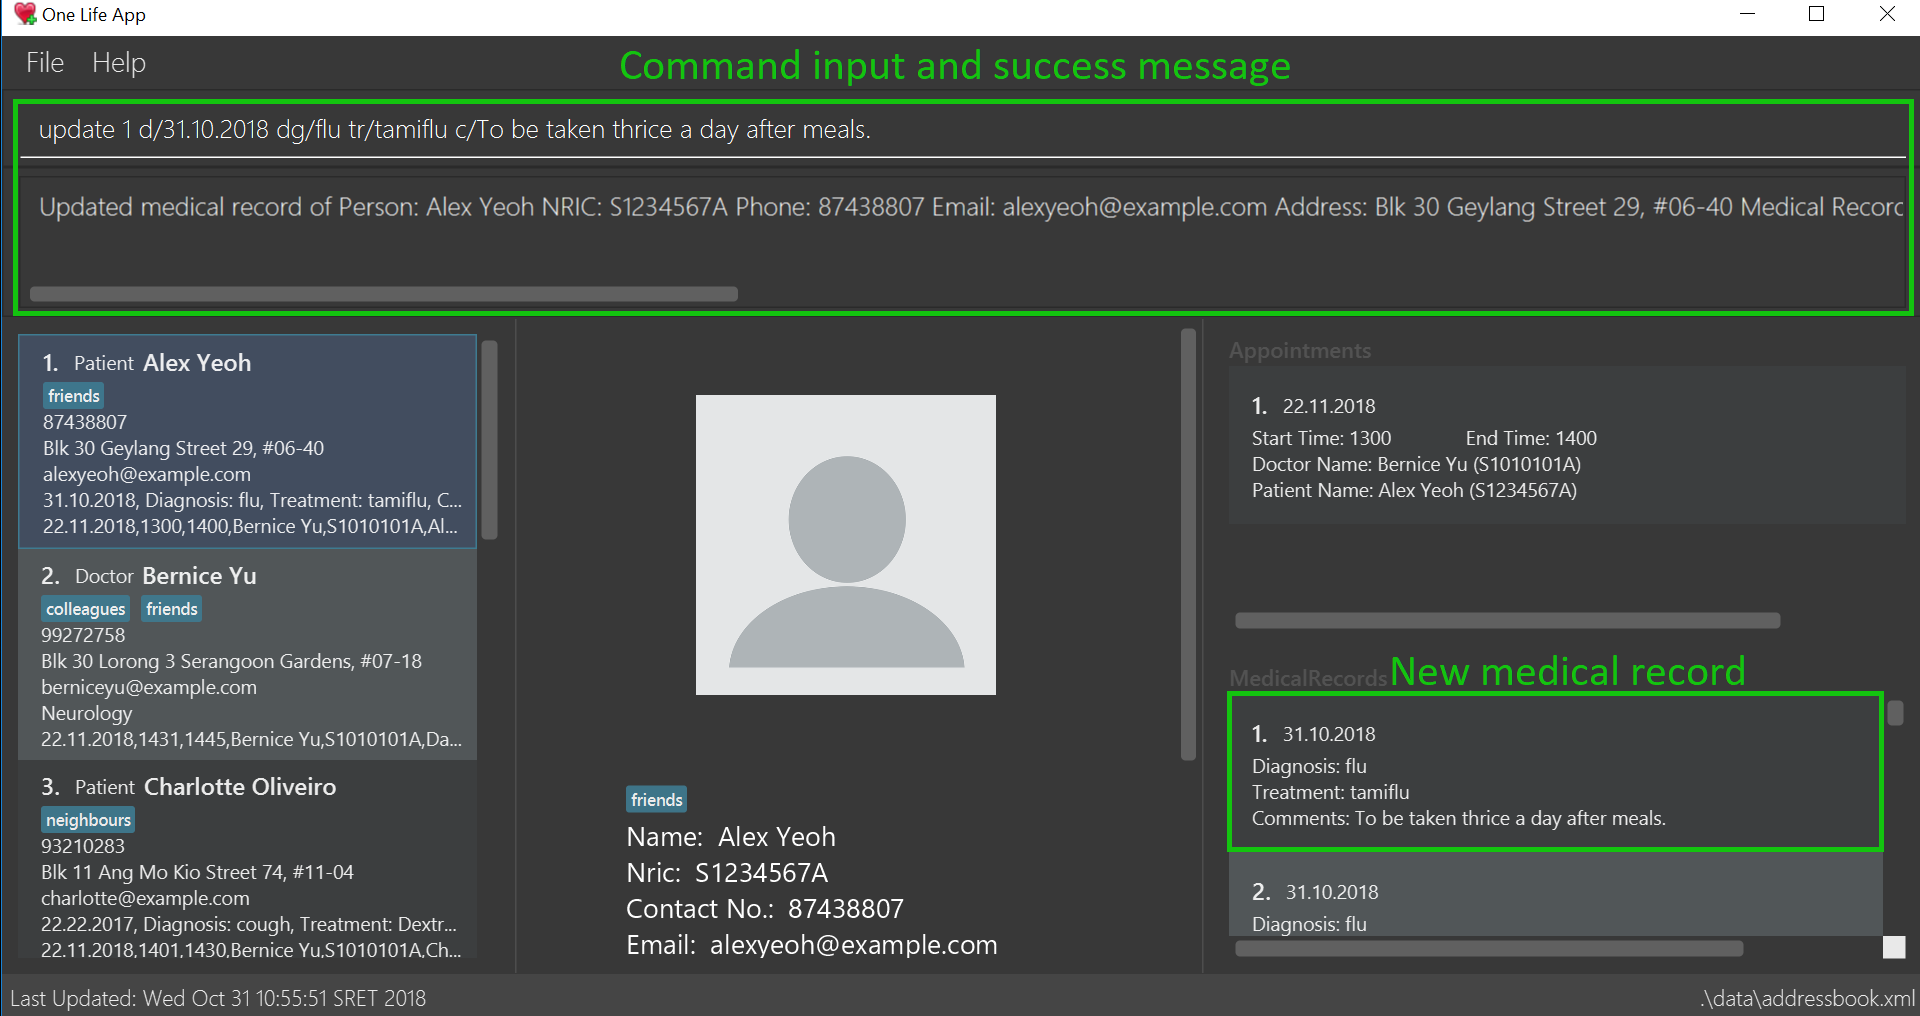 One Life App
File Help
Command input and success message
update 1 d/31.10.2018 dg/flu tr/tamiflu c/To be taken thrice a day after meals.
Updated medical record of Person: Alex Yeoh NRIC: S1234567A Phone: 87438807 Email: alexyeoh@example.com Address: Blk 30 Geylang Street 29, #06-40 Medical Recor
1. Patient Alex Yeoh
friends
87438807
Blk 30 Geylang Street 29, #06-40
alexyeoh@example.com
31.10.2018, Diagnosis: flu, Treatment: tamiflu, C...
22.11.2018,1300,1400,Bernice Yu,S1010101A,Al...
2. Doctor Bernice Yu
colleagues friends
99272758
Blk 30 Lorong 3 Serangoon Gardens, #07-18
berniceyu@example.com
Neurology
22.11.2018,1431,1445,Bernice Yu,S1010101A,Da...
3. Patient Charlotte Oliveiro
neighbours
93210283
Blk 11 Ang Mo Kio Street 74, #11-04
charlotte@example.com
22.22.2017, Diagnosis: cough, Treatment: Dextr...
22.11.2018,1401,1430,Bernice Yu,S1010101A,Ch...
friends
Name: Alex Yeoh
Nric: S1234567A
Contact No.: 87438807
Email: alexyeoh@example.com
Appointments
1. 22.11.2018
Start Time: 1300 End Time: 1400
Doctor Name: Bernice Yu (S1010101A)
Patient Name: Alex Yeoh (S1234567A)
MedicalRecords
New medical record
1. 31.10.2018
Diagnosis: flu
Treatment: tamiflu
Comments: To be taken thrice a day after meals.
2. 31.10.2018
Diagnosis: flu
Last Updated: Wed Oct 31 10:55:51 SRET 2018
.\data\addressbook.xml